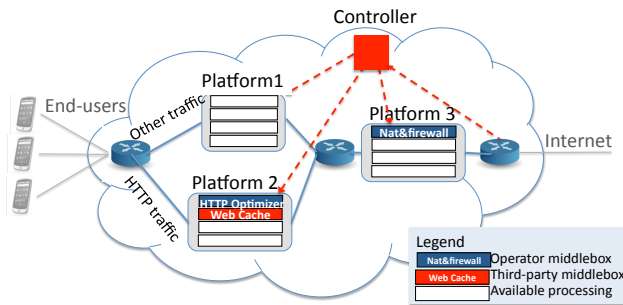 Controller
Platform1
End-users
Other traffic
Platform 3
Nat&firewall
Internet
Platform 2
HTTP Optimizer
Web Cache
HTTP traffic
Legend
Nat&firewall Operator middlebox
Web Cache Third-party middlebox
Available processing